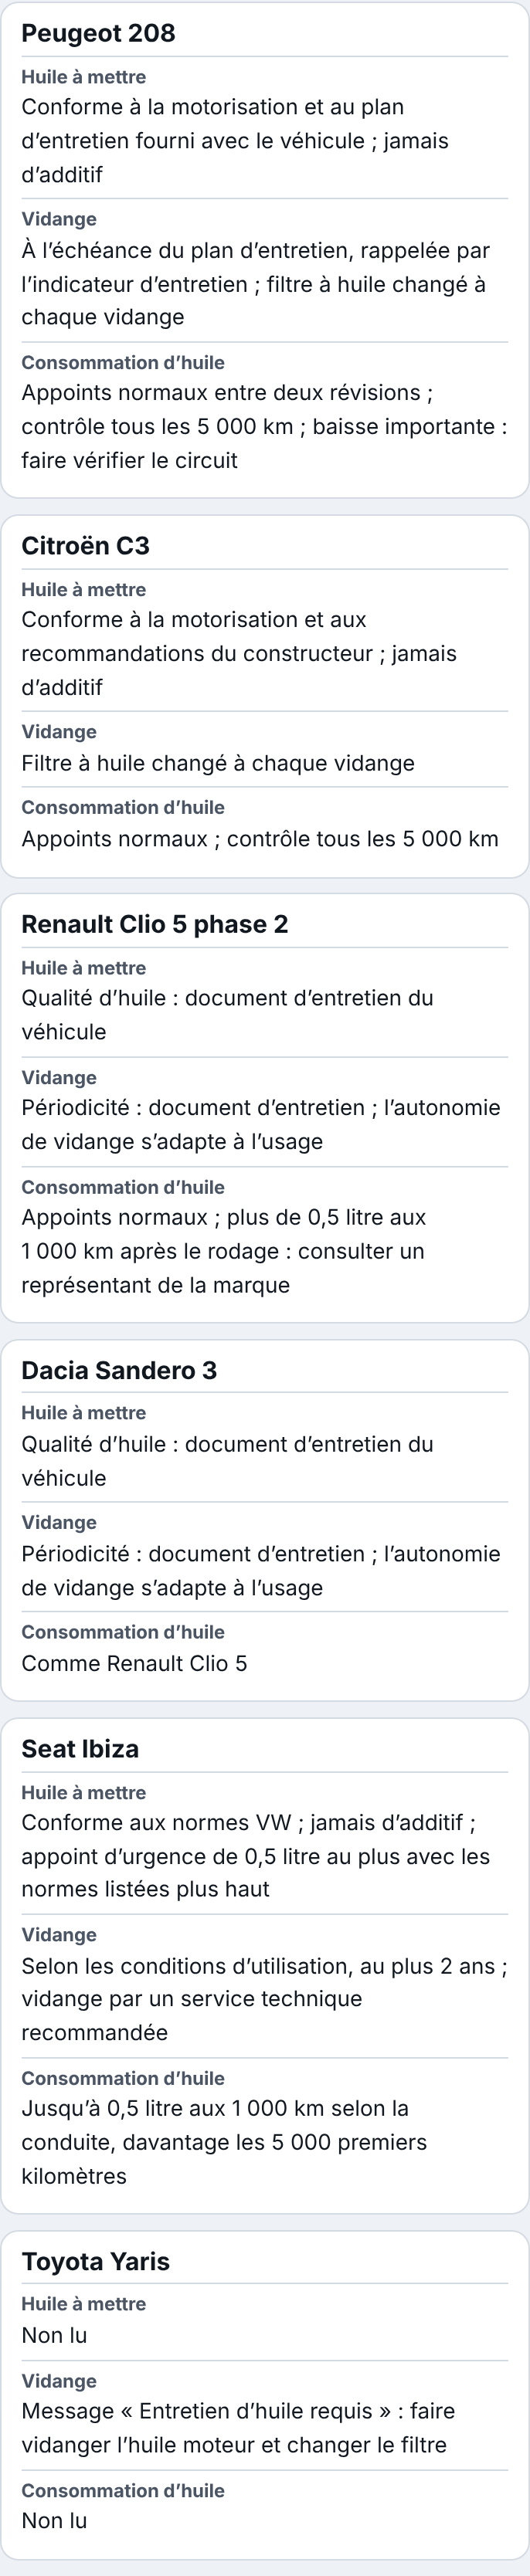 Peugeot 208
Huile à mettre
Conforme à la motorisation et au plan
d’entretien fourni avec le véhicule ; jamais
d’additif
Vidange
À l’échéance du plan d’entretien, rappelée par
l’indicateur d’entretien ; filtre à huile changé à
chaque vidange
Consommation d’huile
Appoints normaux entre deux révisions ;
contrôle tous les 5 000 km ; baisse importante :
faire vérifier le circuit
Citroën C3
Huile à mettre
Conforme à la motorisation et aux
recommandations du constructeur ; jamais
d’additif
Vidange
Filtre à huile changé à chaque vidange
Consommation d’huile
Appoints normaux ; contrôle tous les 5 000 km
Renault Clio 5 phase 2
Huile à mettre
Qualité d’huile : document d’entretien du
véhicule
Vidange
Périodicité : document d’entretien ; l’autonomie
de vidange s’adapte à l’usage
Consommation d’huile
Appoints normaux ; plus de 0,5 litre aux
1 000 km après le rodage : consulter un
représentant de la marque
Dacia Sandero 3
Huile à mettre
Qualité d’huile : document d’entretien du
véhicule
Vidange
Périodicité : document d’entretien ; l’autonomie
de vidange s’adapte à l’usage
Consommation d’huile
Comme Renault Clio 5
Seat Ibiza
Huile à mettre
Conforme aux normes VW ; jamais d’additif ;
appoint d’urgence de 0,5 litre au plus avec les
normes listées plus haut
Vidange
Selon les conditions d’utilisation, au plus 2 ans ;
vidange par un service technique
recommandée
Consommation d’huile
Jusqu’à 0,5 litre aux 1 000 km selon la
conduite, davantage les 5 000 premiers
kilomètres
Toyota Yaris
Huile à mettre
Non lu
Vidange
Message « Entretien d’huile requis » : faire
vidanger l’huile moteur et changer le filtre
Consommation d’huile
Non lu